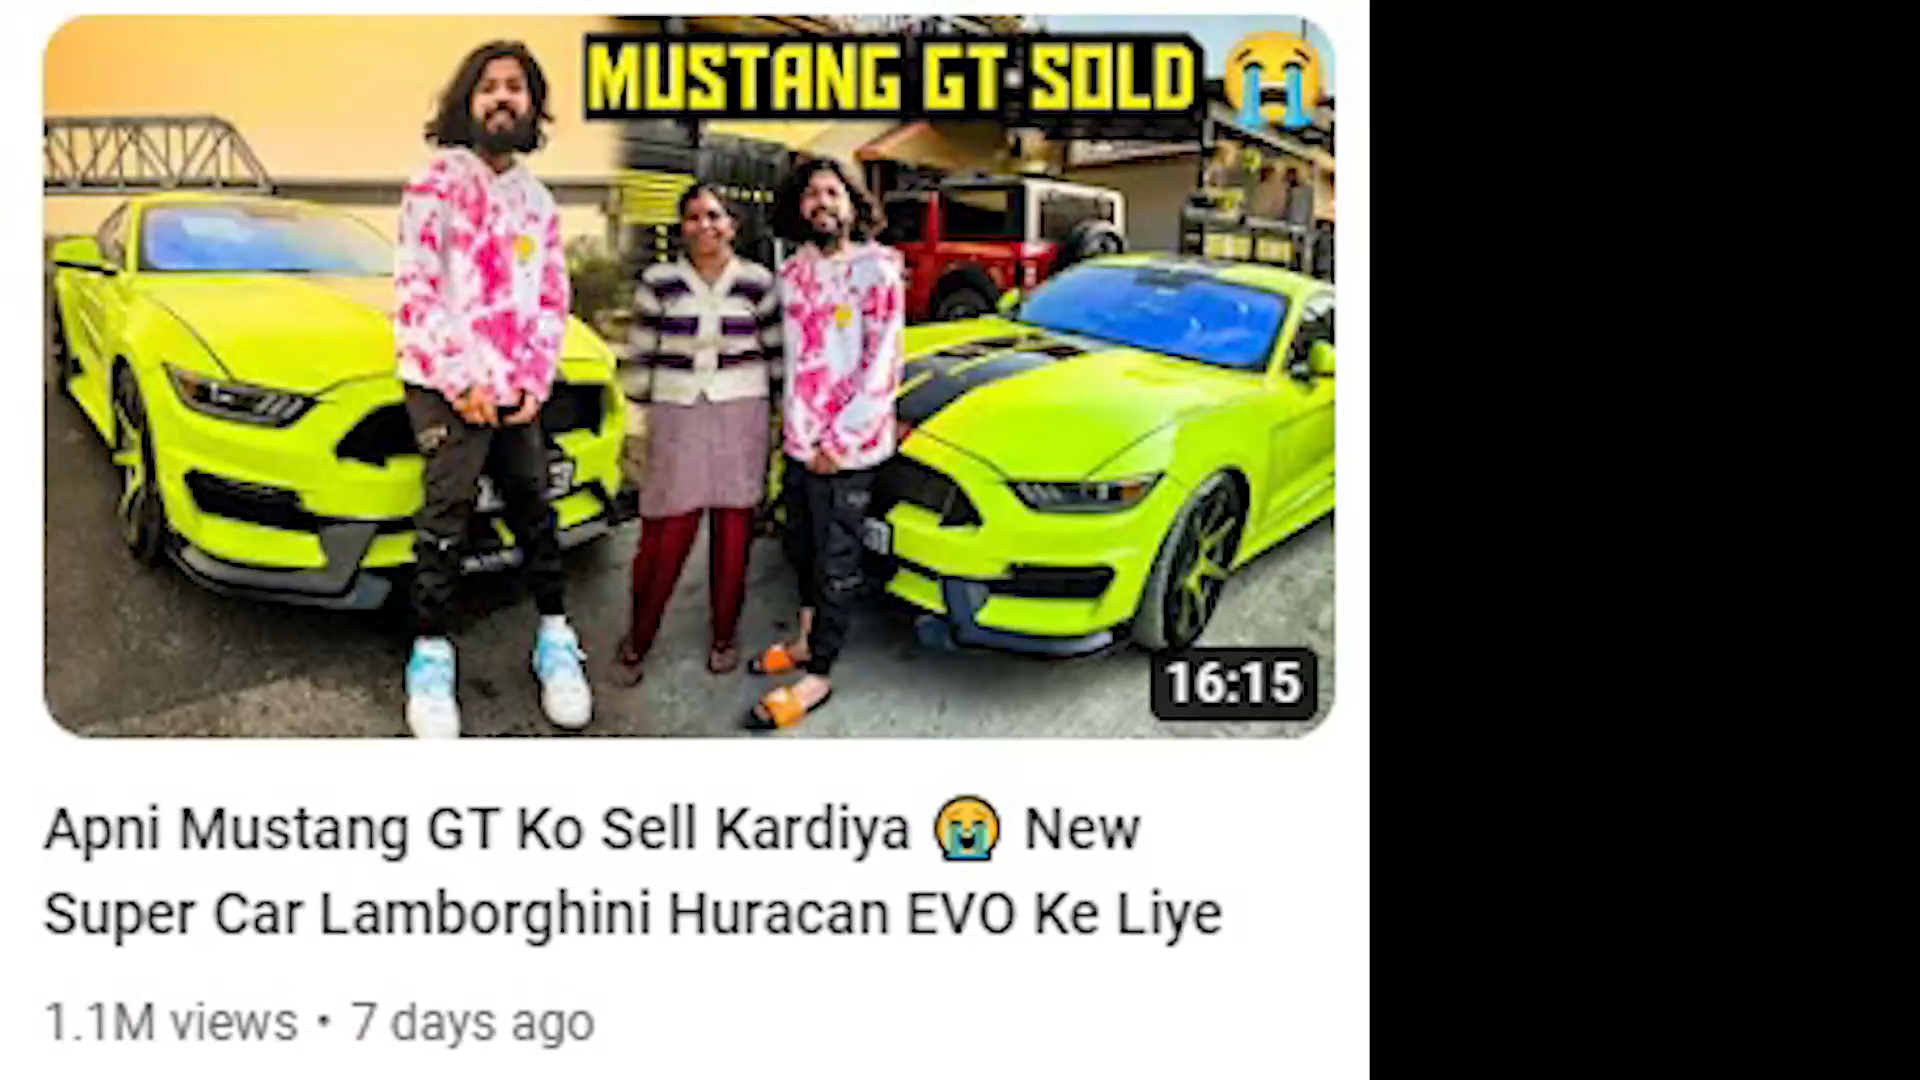 MUSTANG GT SOLD 😭
16:15
Apni Mustang GT Ko Sell Kardiya 😭 New
Super Car Lamborghini Huracan EVO Ke Liye
1.1M views • 7 days ago